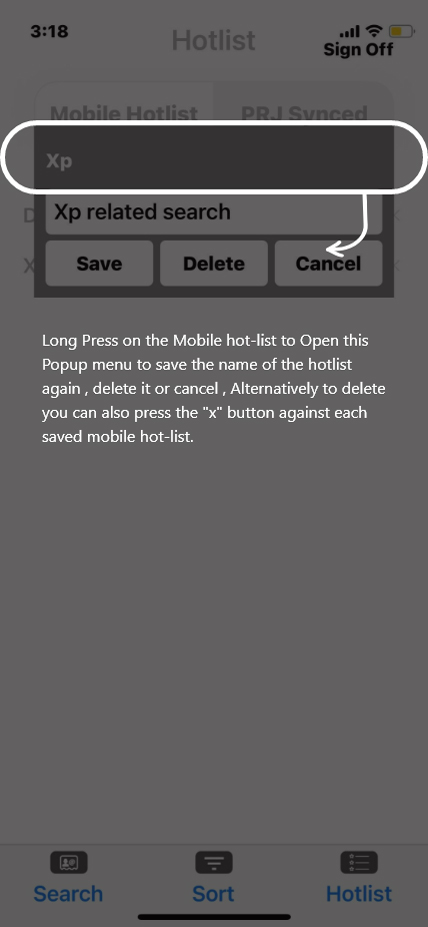 3:18
Hotlist
Sign Off
Mobile Hotlist PRJ Synced
Xp
D
Xp related search
X
Save Delete Cancel
Long Press on the Mobile hot-list to Open this
Popup menu to save the name of the hotlist
again , delete it or cancel , Alternatively to delete
you can also press the "x" button against each
saved mobile hot-list.
Search Sort Hotlist